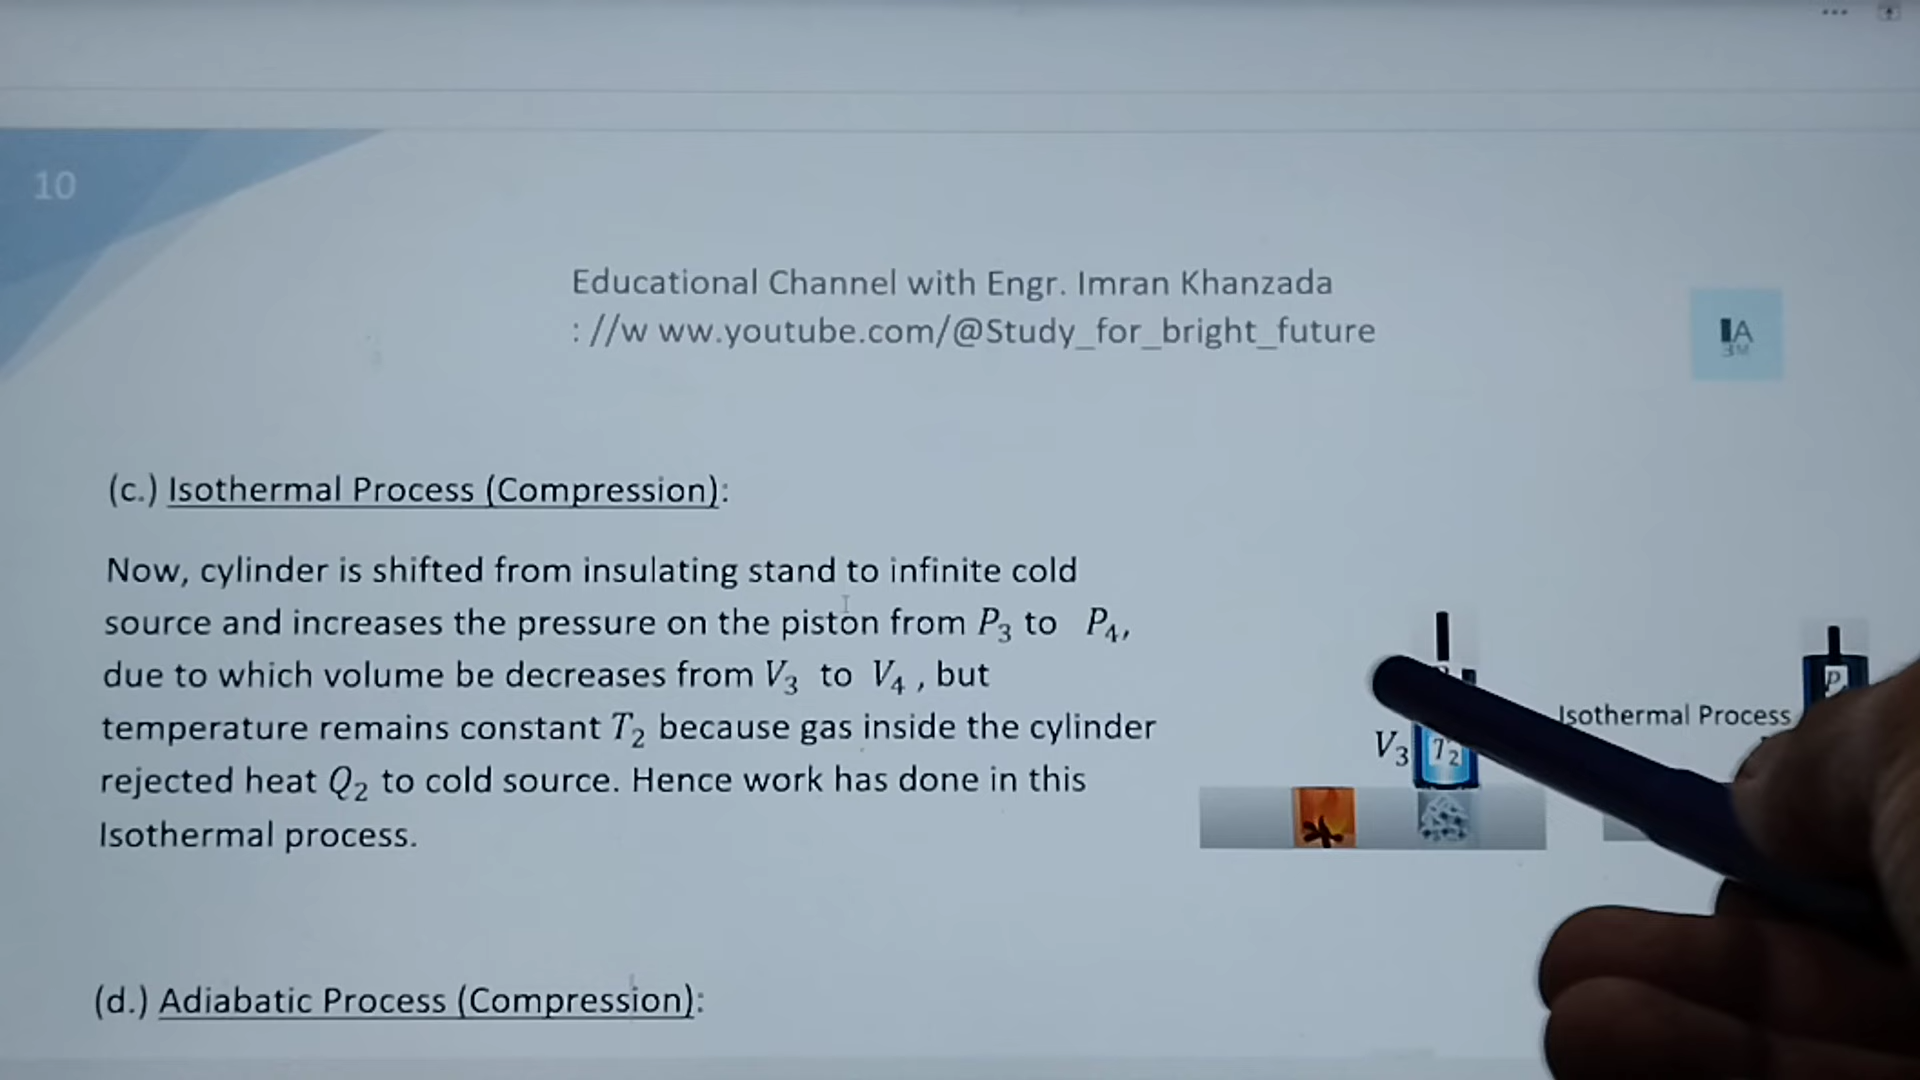 10
Educational Channel with Engr. Imran Khanzada
: //w ww.youtube.com/@Study_for_bright_future
IA
3M
(c.) Isothermal Process (Compression):
Now, cylinder is shifted from insulating stand to infinite cold
source and increases the pressure on the piston from P₃ to P₄,
due to which volume be decreases from V₃ to V₄ , but
temperature remains constant T₂ because gas inside the cylinder
rejected heat Q₂ to cold source. Hence work has done in this
Isothermal process.
V₃
T₂
Isothermal Process
P
(d.) Adiabatic Process (Compression):